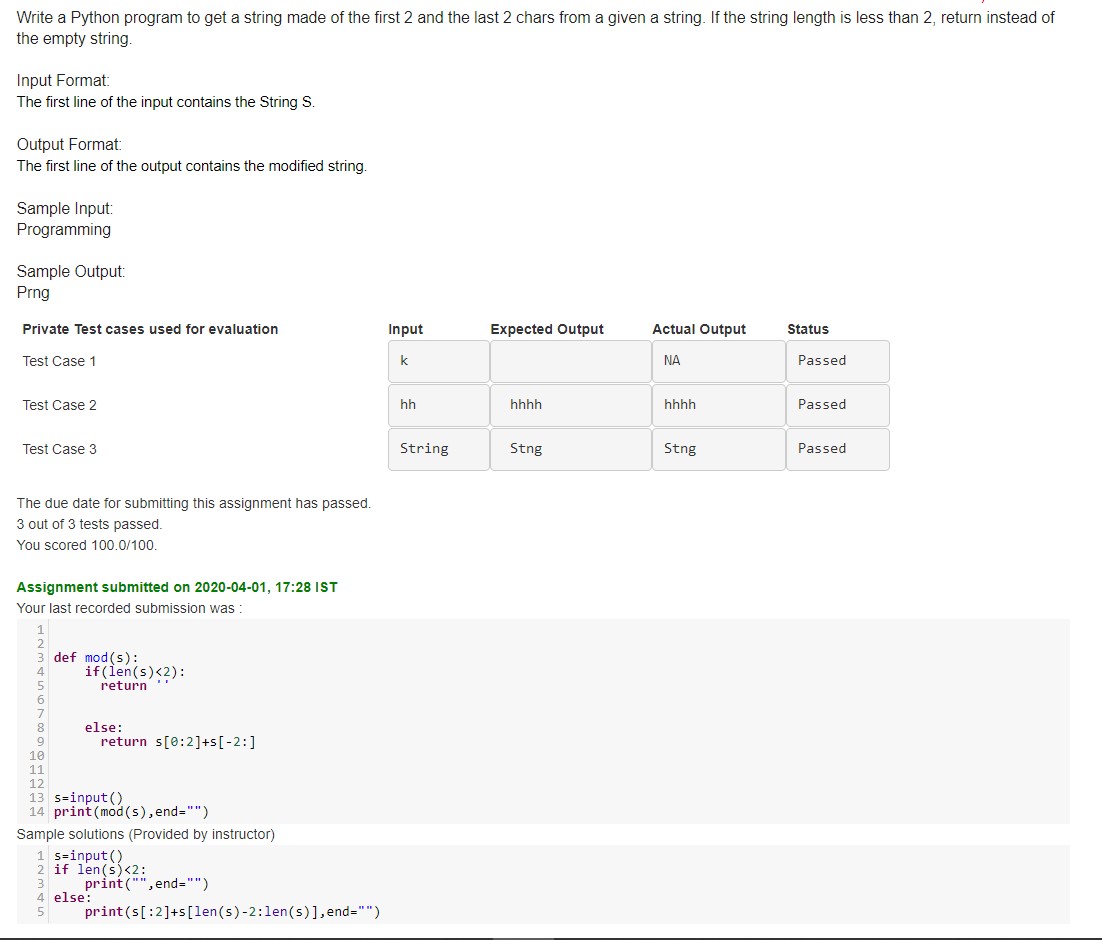 Write a Python program to get a string made of the first 2 and the last 2 chars from a given a string. If the string length is less than 2, return instead of
the empty string.
Input Format:
The first line of the input contains the String S.
Output Format:
The first line of the output contains the modified string.
Sample Input:
Programming
Sample Output:
Prng
Private Test cases used for evaluation Input Expected Output Actual Output Status
Test Case 1 k NA Passed
Test Case 2 hh hhhh hhhh Passed
Test Case 3 String Stng Stng Passed
The due date for submitting this assignment has passed.
3 out of 3 tests passed.
You scored 100.0/100.
Assignment submitted on 2020-04-01, 17:28 IST
Your last recorded submission was :
1
2
3 def mod(s):
4     if(len(s)<2):
5       return ''
6
7
8     else:
9       return s[0:2]+s[-2:]
10
11
12
13 s=input()
14 print(mod(s),end="")
Sample solutions (Provided by instructor)
1 s=input()
2 if len(s)<2:
3     print("",end="")
4 else:
5     print(s[:2]+s[len(s)-2:len(s)],end="")